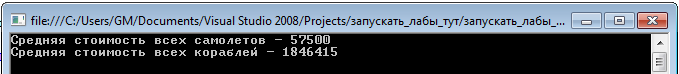 file:///C:/Users/GM/Documents/Visual Studio 2008/Projects/запускать_лабы_тут/запускать_лабы_...
Средняя стоимость всех самолетов - 57500
Средняя стоимость всех кораблей - 1846415